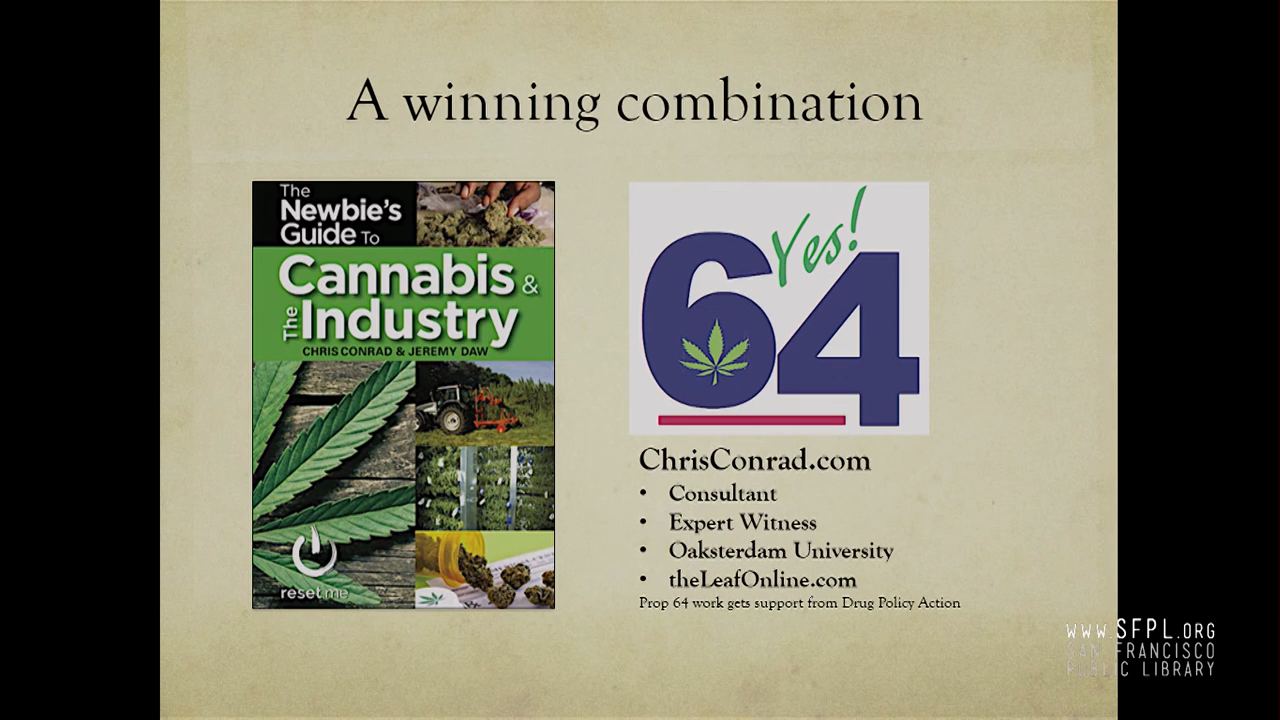 A winning combination
The
Newbie's
Guide To
Cannabis &
The Industry
CHRIS CONRAD & JEREMY DAW
reset.me
Yes!
64
ChrisConrad.com
• Consultant
• Expert Witness
• Oaksterdam University
• theLeafOnline.com
Prop 64 work gets support from Drug Policy Action
WWW.SFPL.ORG
SAN FRANCISCO
PUBLIC LIBRARY